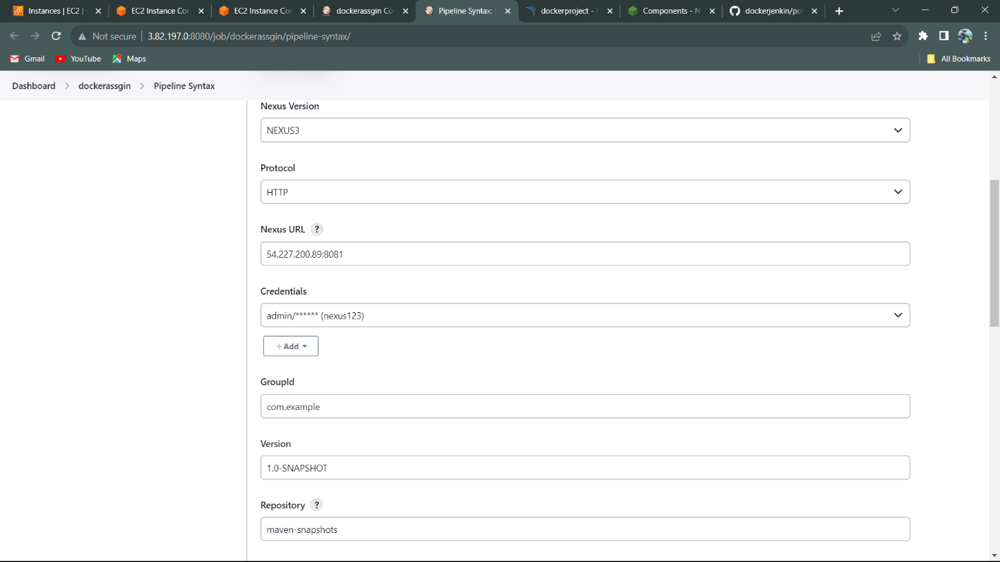 Instances | EC2 |
EC2 Instance Con
EC2 Instance Con
dockerassgin Co
Pipeline Syntax:
dockerproject -
Components - N
dockerjenkin/po
Not secure
3.82.197.0:8080/job/dockerassgin/pipeline-syntax/
Gmail
YouTube
Maps
All Bookmarks
Dashboard > dockerassgin > Pipeline Syntax
Nexus Version
NEXUS3
Protocol
HTTP
Nexus URL ?
54.227.200.89:8081
Credentials
admin/****** (nexus123)
+ Add
GroupId
com.example
Version
1.0-SNAPSHOT
Repository ?
maven-snapshots